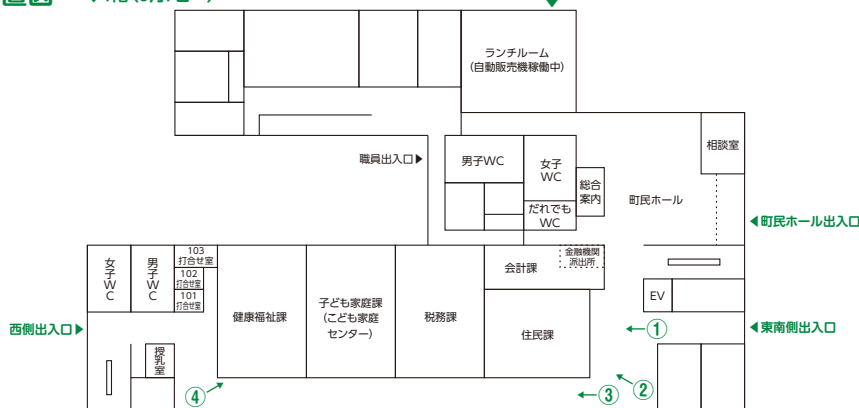 ランチルーム
(自動販売機稼働中)
相談室
職員出入口▶
男子WC
女子
WC
総合
案内
町民ホール
だれでも
WC
◀町民ホール出入口
女子WC
男子WC
103
打合せ室
102
打合せ室
101
打合せ室
金融機関
派出所
会計課
EV
健康福祉課
子ども家庭課
(こども家庭
センター)
税務課
住民課
←①
西側出入口▶
◀東南側出入口
授乳室
④
←③
②